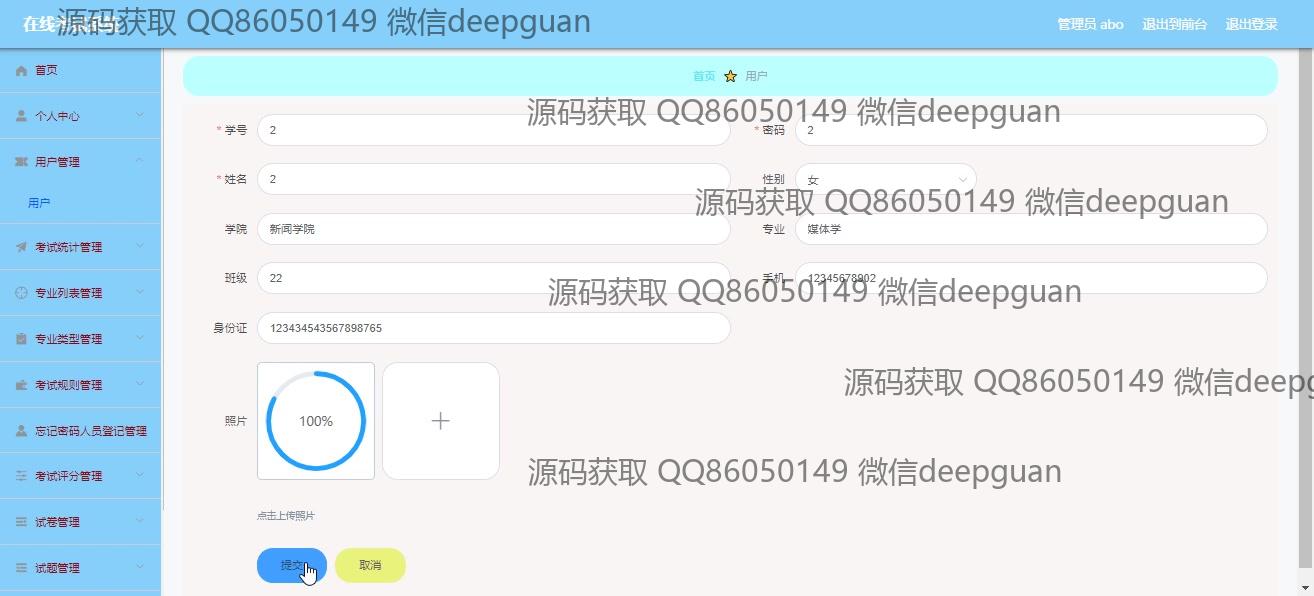 在线考试系统 源码获取 QQ86050149 微信deepguan 管理员 abo 退出到前台 退出登录
首页
个人中心
用户管理
用户
考试统计管理
专业列表管理
专业类型管理
考试规则管理
忘记密码人员登记管理
考试评分管理
试卷管理
试题管理
首页 用户
源码获取 QQ86050149 微信deepguan
* 学号 2 * 密码 2
* 姓名 2 性别 女
源码获取 QQ86050149 微信deepguan
学院 新闻学院 专业 媒体学
班级 22 手机 12345678902
源码获取 QQ86050149 微信deepguan
身份证 123434543567898765
源码获取 QQ86050149 微信deepg
照片 100%
源码获取 QQ86050149 微信deepguan
点击上传照片
提交 取消